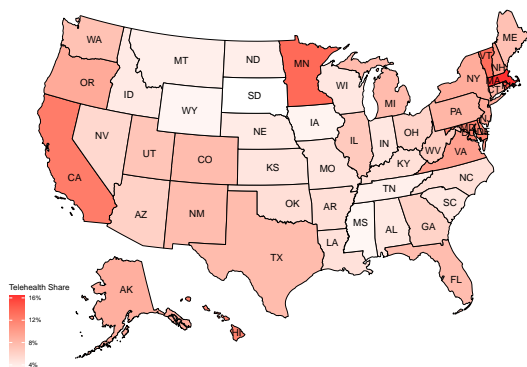 WA
ME
MT
ND
MN
VT
NH
OR
ID
WI
NY
MA
SD
MI
CT
WY
IA
PA
NE
NV
OH
IL
IN
UT
CO
WV
VA
CA
KS
MO
KY
NC
TN
OK
AZ
NM
AR
SC
MS
AL
GA
LA
TX
FL
AK
HI
Telehealth Share
16%
12%
8%
4%